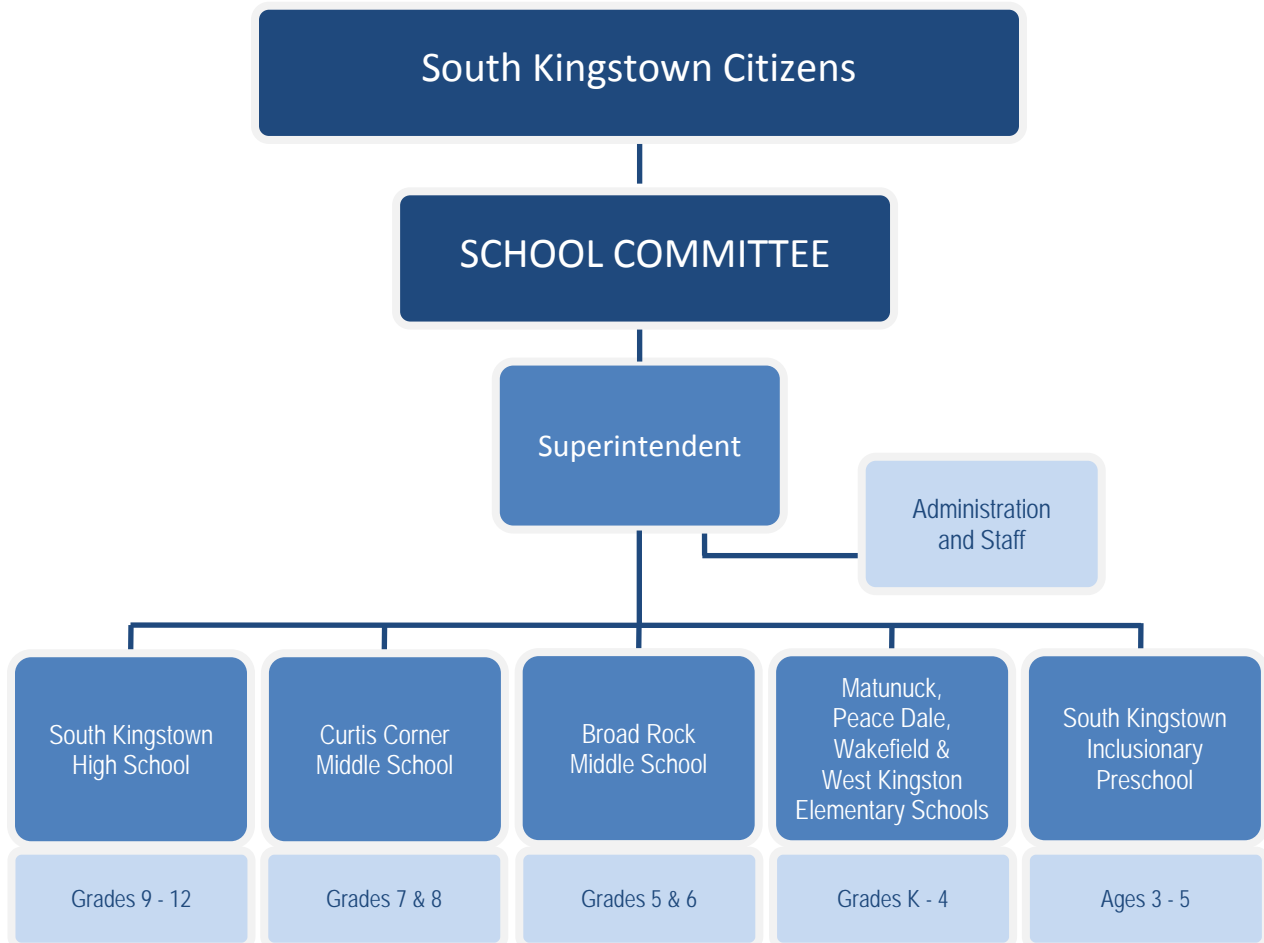 South Kingstown Citizens
SCHOOL COMMITTEE
Superintendent
Administration
and Staff
South Kingstown
High School
Curtis Corner
Middle School
Broad Rock
Middle School
Matunuck,
Peace Dale,
Wakefield &
West Kingston
Elementary Schools
South Kingstown
Inclusionary
Preschool
Grades 9 - 12
Grades 7 & 8
Grades 5 & 6
Grades K - 4
Ages 3 - 5